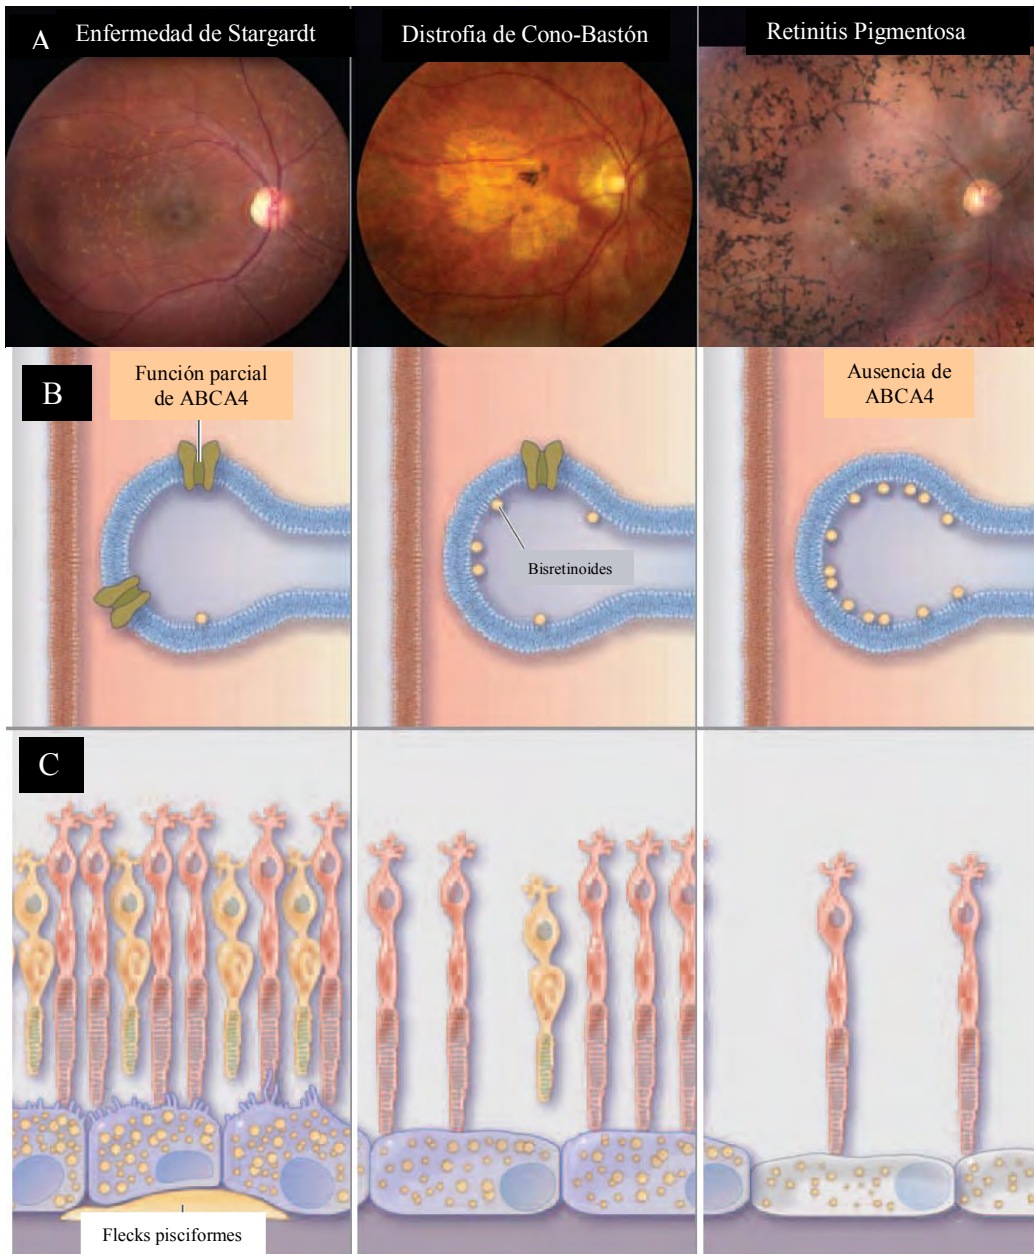 A
Enfermedad de Stargardt
Distrofia de Cono-Bastón
Retinitis Pigmentosa
B
Función parcial
de ABCA4
Ausencia de
ABCA4
Bisretinoides
C
Flecks pisciformes